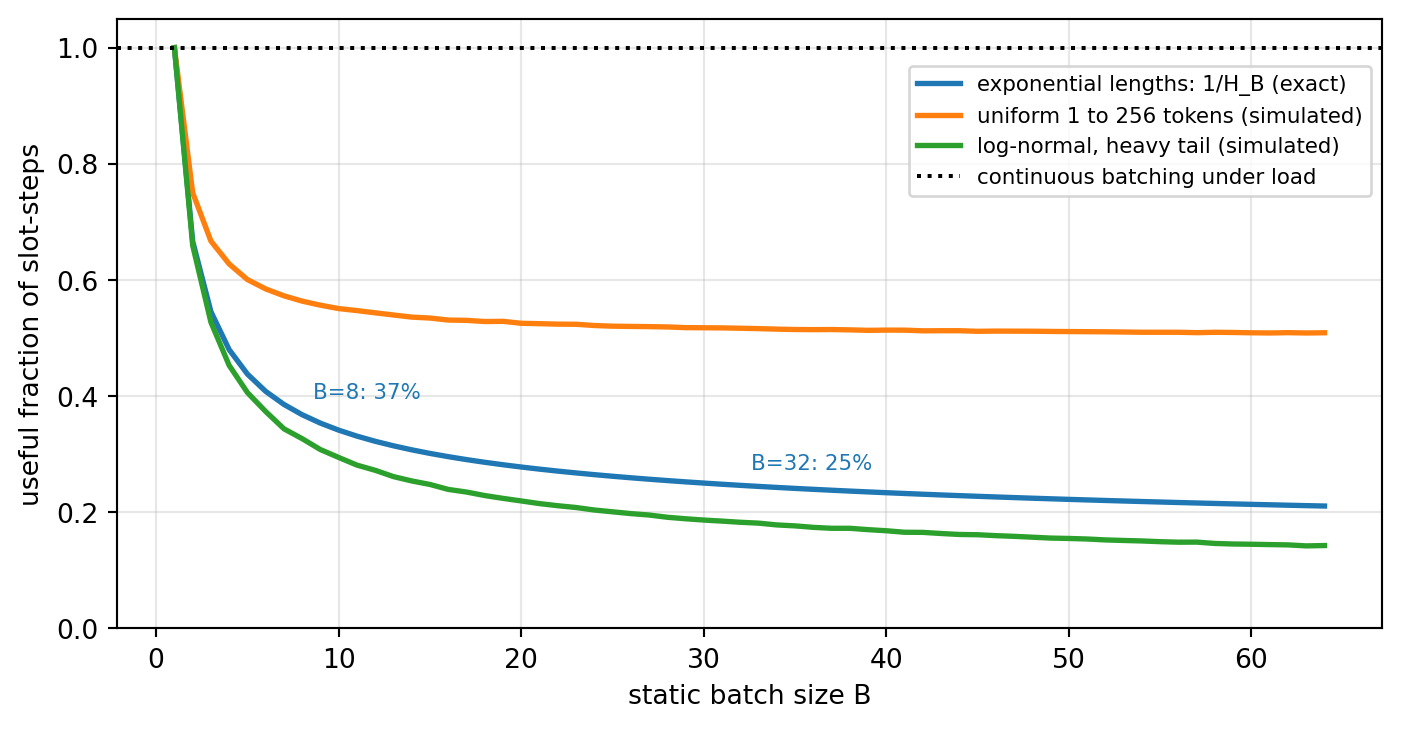 1.0
0.8
0.6
0.4
0.2
0.0
useful fraction of slot-steps
exponential lengths: 1/H_B (exact)
uniform 1 to 256 tokens (simulated)
log-normal, heavy tail (simulated)
continuous batching under load
B=8: 37%
B=32: 25%
0 10 20 30 40 50 60
static batch size B